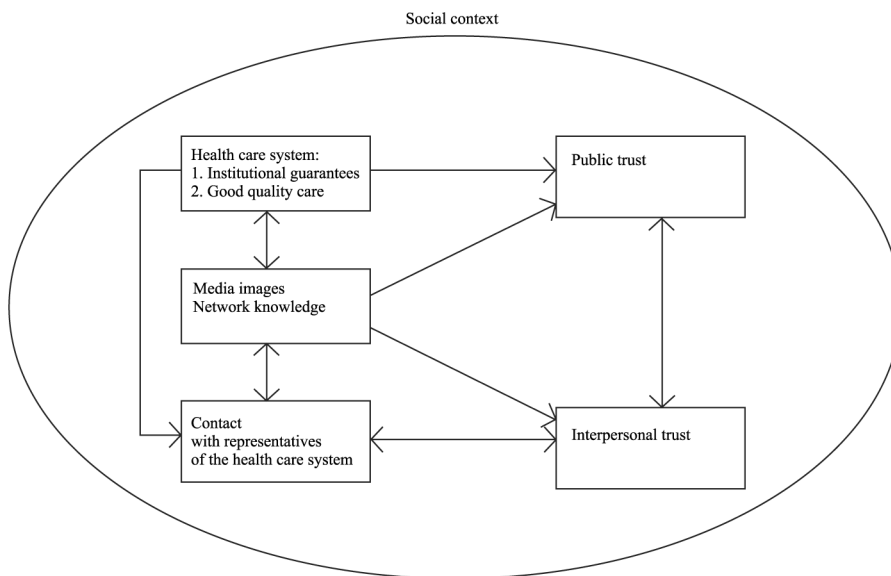 Social context
Health care system:
1. Institutional guarantees
2. Good quality care
Public trust
Media images
Network knowledge
Contact
with representatives
of the health care system
Interpersonal trust